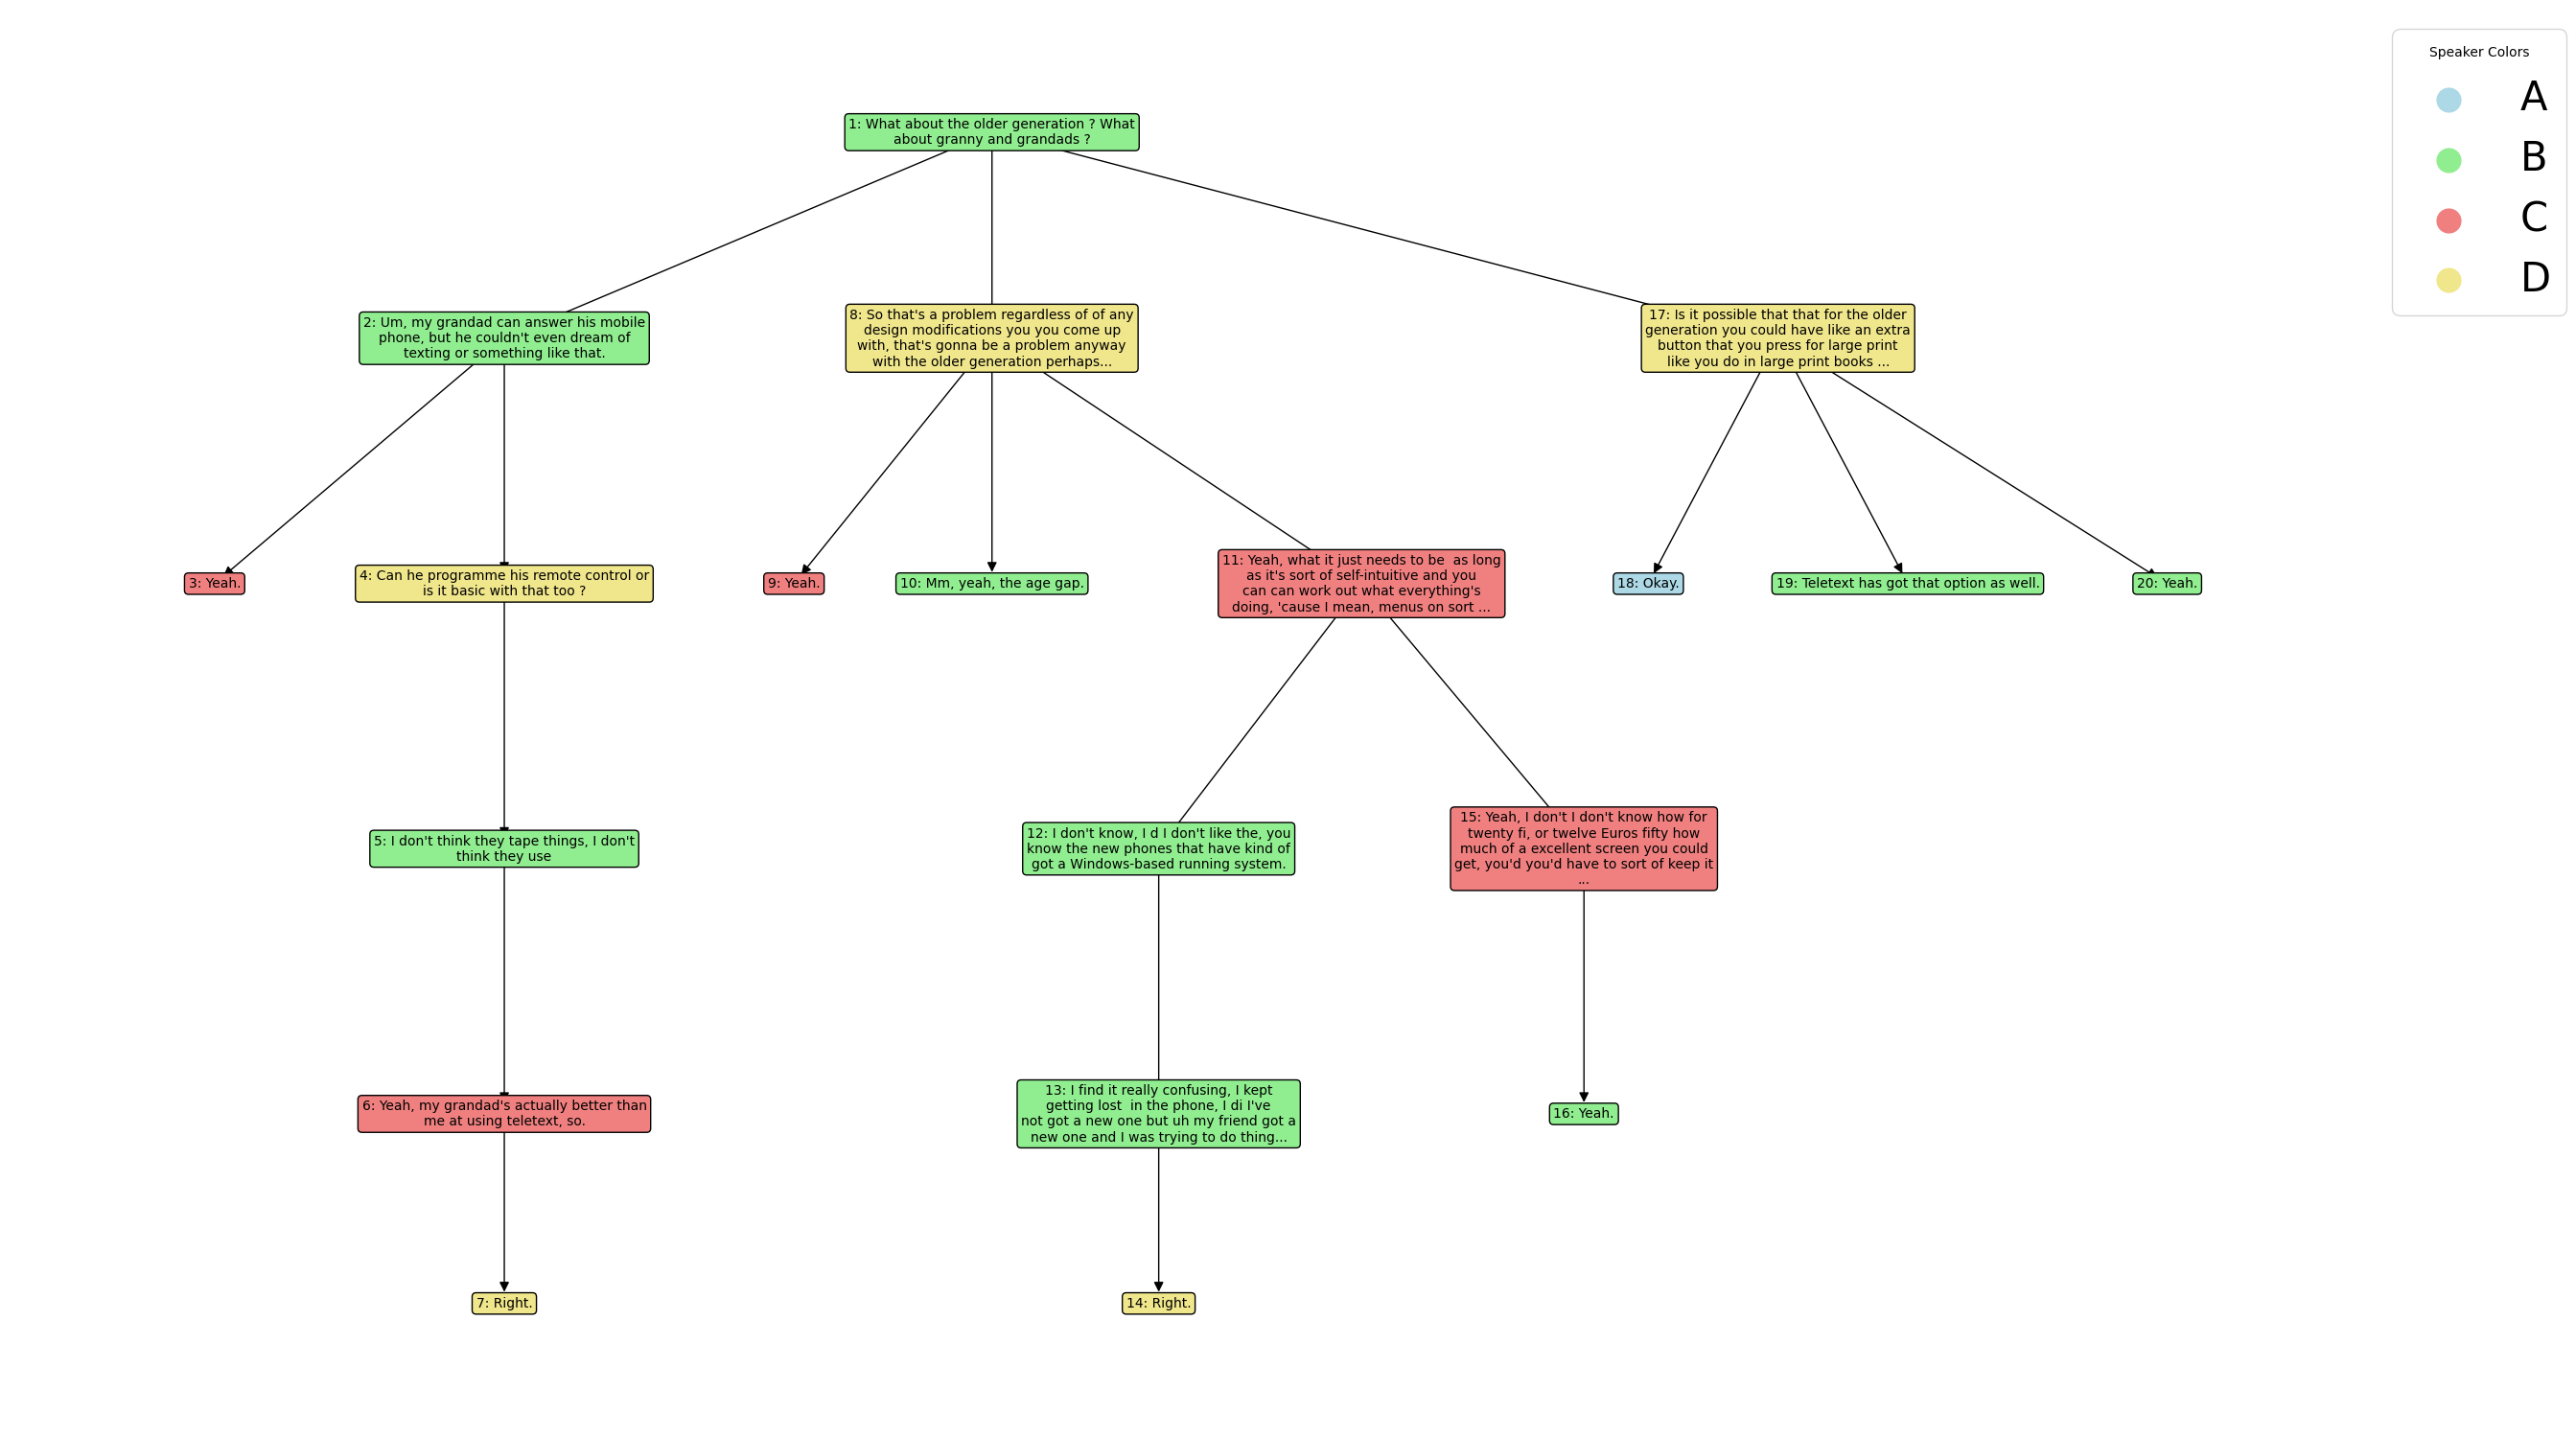 Speaker Colors
A
B
C
D
1: What about the older generation ? What
about granny and grandads ?
2: Um, my grandad can answer his mobile
phone, but he couldn't even dream of
texting or something like that.
8: So that's a problem regardless of of any
design modifications you you come up
with, that's gonna be a problem anyway
with the older generation perhaps...
17: Is it possible that that for the older
generation you could have like an extra
button that you press for large print
like you do in large print books ...
3: Yeah.
4: Can he programme his remote control or
is it basic with that too ?
9: Yeah.
10: Mm, yeah, the age gap.
11: Yeah, what it just needs to be  as long
as it's sort of self-intuitive and you
can can work out what everything's
doing, 'cause I mean, menus on sort ...
18: Okay.
19: Teletext has got that option as well.
20: Yeah.
5: I don't think they tape things, I don't
think they use
12: I don't know, I d I don't like the, you
know the new phones that have kind of
got a Windows-based running system.
15: Yeah, I don't I don't know how for
twenty fi, or twelve Euros fifty how
much of a excellent screen you could
get, you'd you'd have to sort of keep it
...
6: Yeah, my grandad's actually better than
me at using teletext, so.
13: I find it really confusing, I kept
getting lost  in the phone, I di I've
not got a new one but uh my friend got a
new one and I was trying to do thing...
16: Yeah.
7: Right.
14: Right.